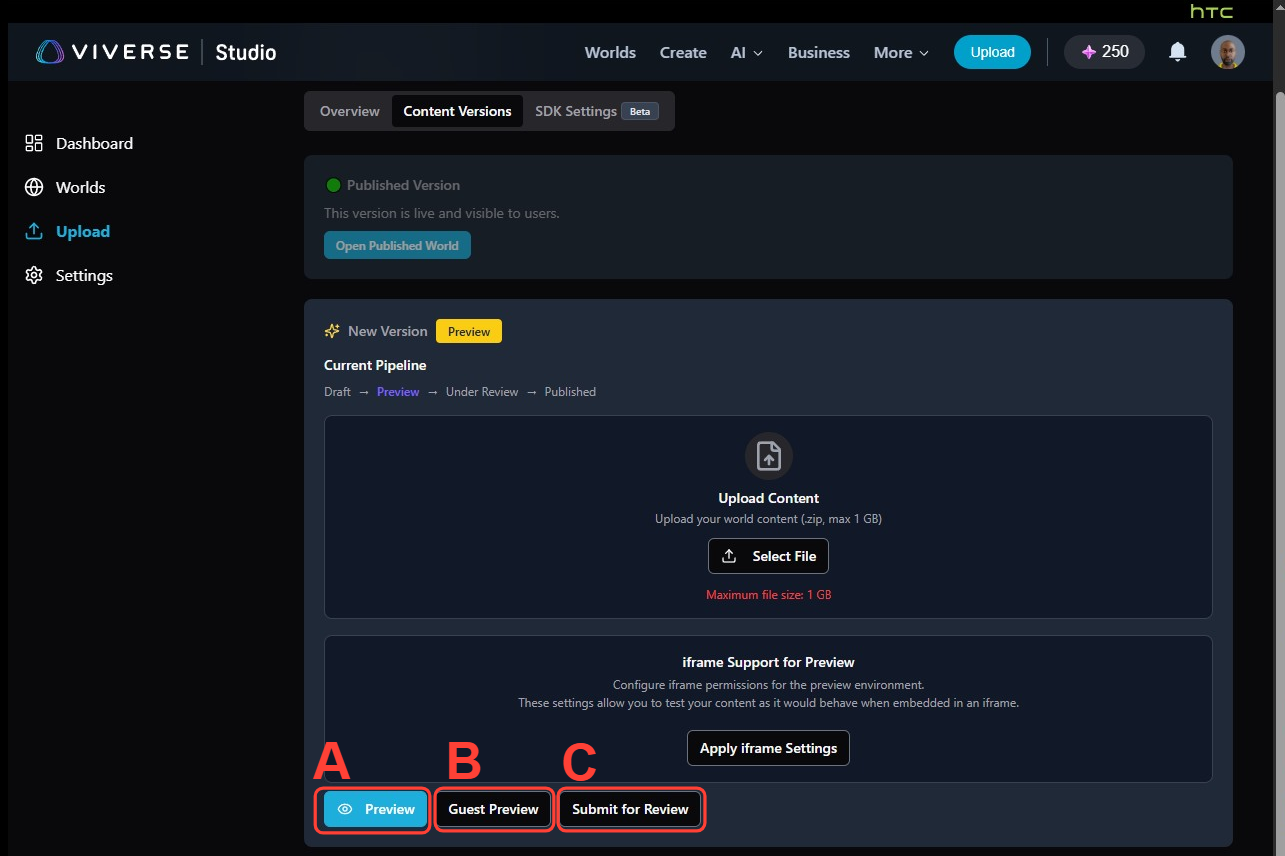 hTC
VIVERSE Studio Worlds Create AI Business More Upload 250
Overview Content Versions SDK Settings Beta
Dashboard
Worlds
Upload
Settings
Published Version
This version is live and visible to users.
Open Published World
New Version Preview
Current Pipeline
Draft → Preview → Under Review → Published
Upload Content
Upload your world content (.zip, max 1 GB)
Select File
Maximum file size: 1 GB
iframe Support for Preview
Configure iframe permissions for the preview environment.
These settings allow you to test your content as it would behave when embedded in an iframe.
Apply iframe Settings
A B C
Preview Guest Preview Submit for Review